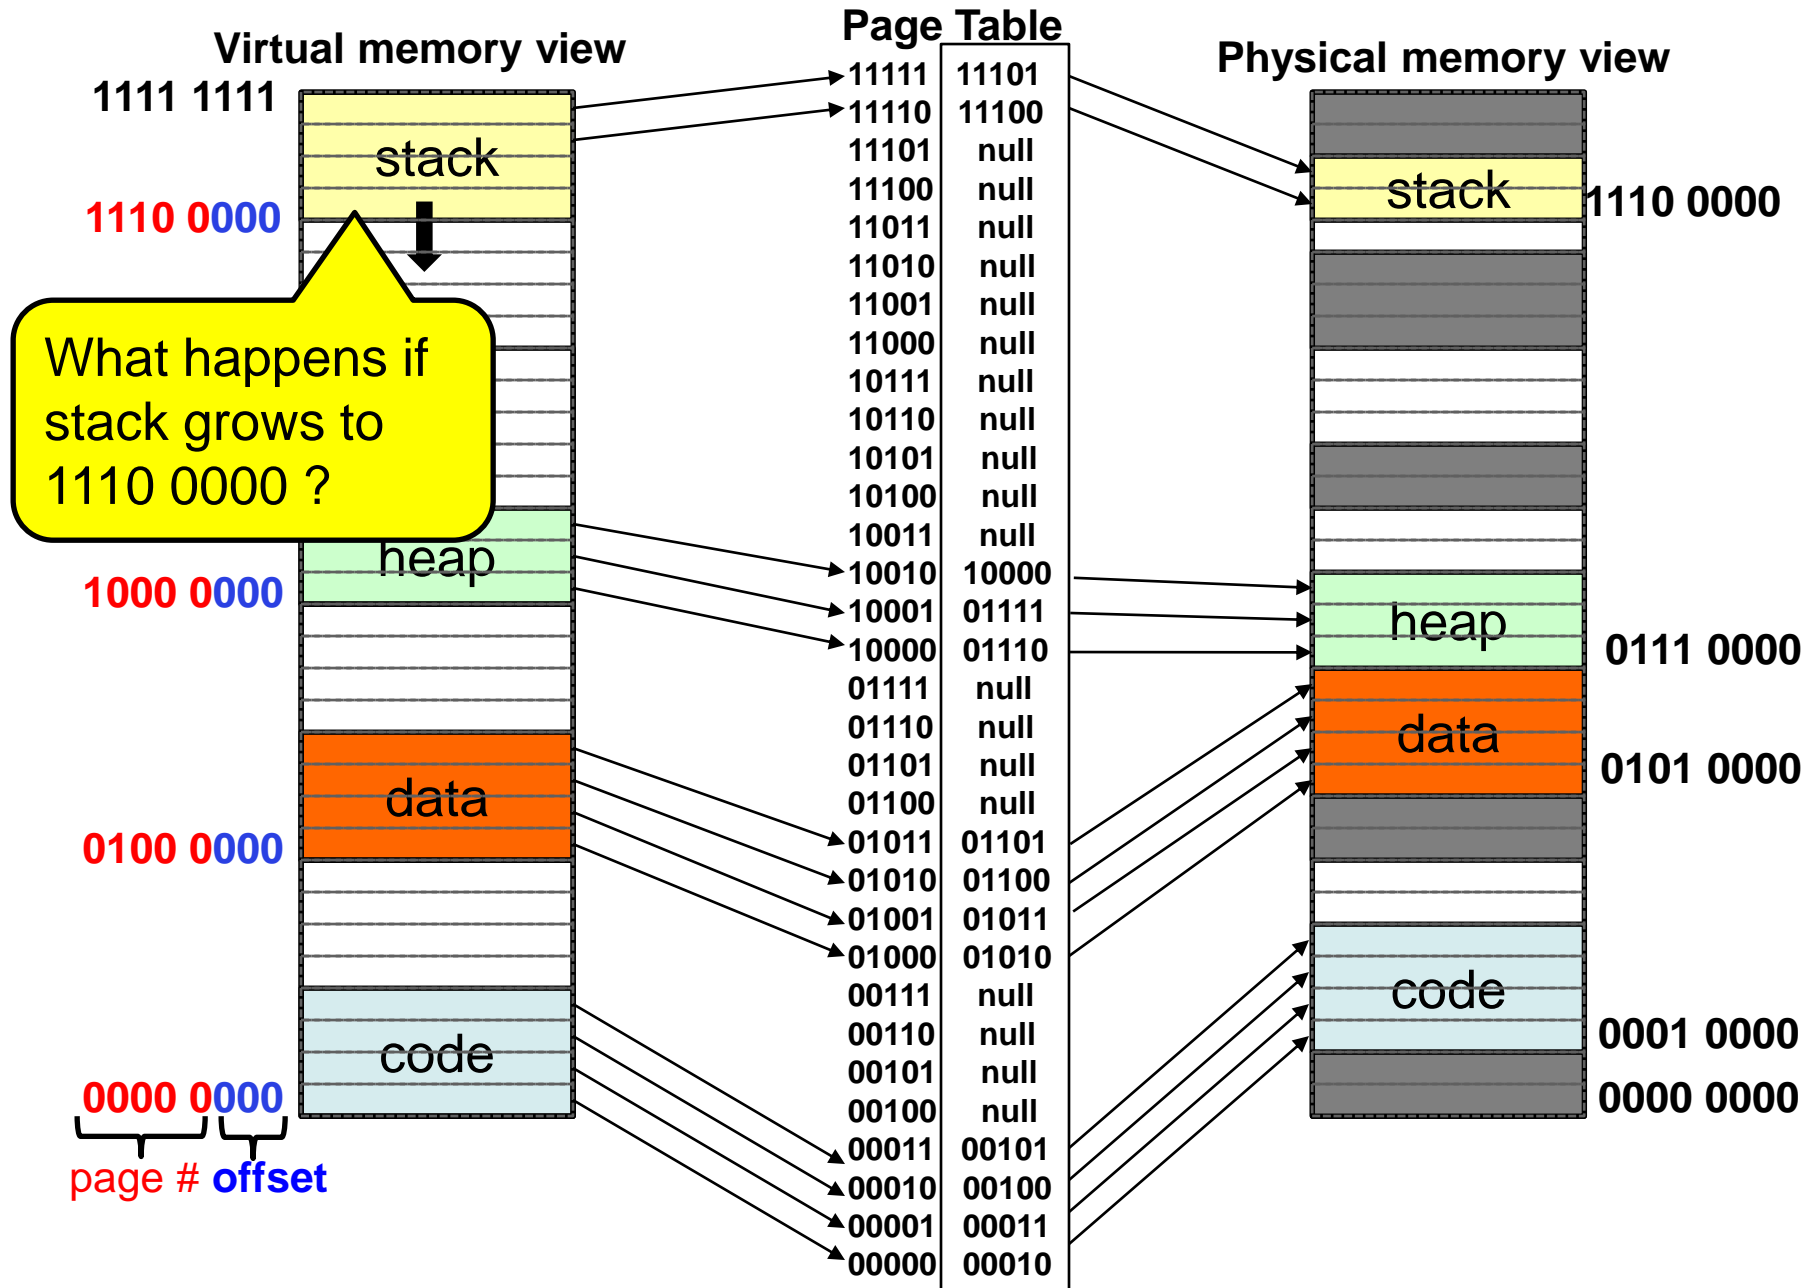 Virtual memory view
1111 1111
stack
1110 0000
What happens if
stack grows to
1110 0000 ?
heap
1000 0000
data
0100 0000
code
0000 0000
page # offset
Page Table
11111 11101
11110 11100
11101 null
11100 null
11011 null
11010 null
11001 null
11000 null
10111 null
10110 null
10101 null
10100 null
10011 null
10010 10000
10001 01111
10000 01110
01111 null
01110 null
01101 null
01100 null
01011 01101
01010 01100
01001 01011
01000 01010
00111 null
00110 null
00101 null
00100 null
00011 00101
00010 00100
00001 00011
00000 00010
Physical memory view
stack
1110 0000
heap
0111 0000
data
0101 0000
code
0001 0000
0000 0000